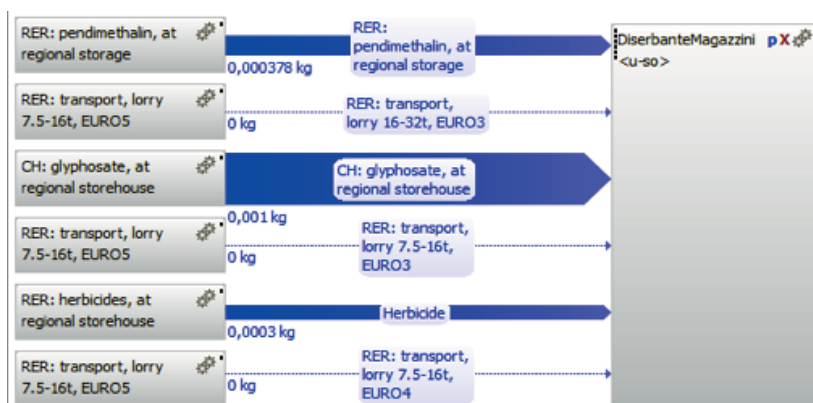 RER: pendimethalin, at
regional storage
RER:
pendimethalin, at
regional storage
0,000378 kg
DiserbanteMagazzini pX
<u-so>
RER: transport, lorry
7.5-16t, EURO5
RER: transport,
lorry 16-32t, EURO3
0 kg
CH: glyphosate, at
regional storehouse
CH: glyphosate, at
regional storehouse
0,001 kg
RER: transport, lorry
7.5-16t, EURO5
RER: transport,
lorry 7.5-16t,
EURO3
0 kg
RER: herbicides, at
regional storehouse
Herbicide
0,0003 kg
RER: transport, lorry
7.5-16t, EURO5
RER: transport,
lorry 7.5-16t,
EURO4
0 kg